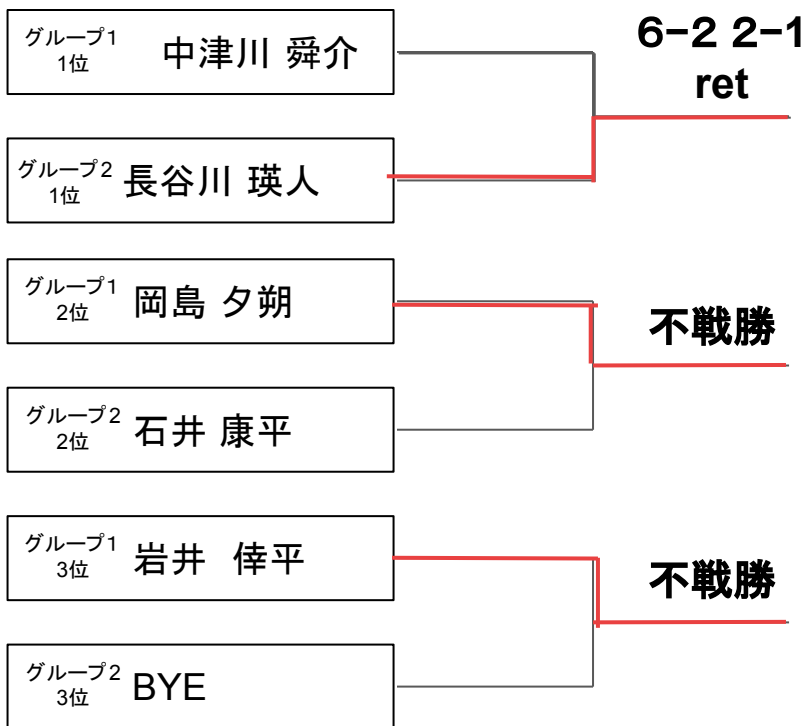 グループ1
1位
中津川 舜介
6-2 2-1
ret
グループ2
1位
長谷川 瑛人
グループ1
2位
岡島 夕朔
不戦勝
グループ2
2位
石井 康平
グループ1
3位
岩井 倖平
不戦勝
グループ2
3位
BYE